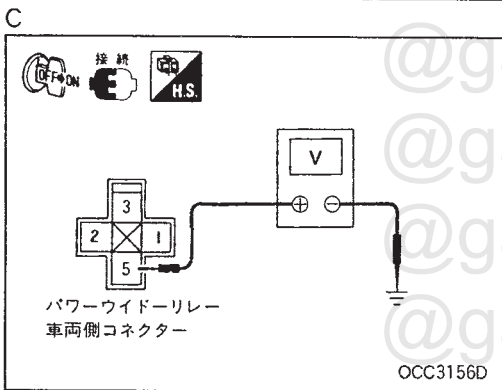 C
OFF ON
接続
H.S.
V
⊕ ⊖
3
2 1
5
パワーウイドーリレー
車両側コネクター
OCC3156D
@g
@g
@g
@g